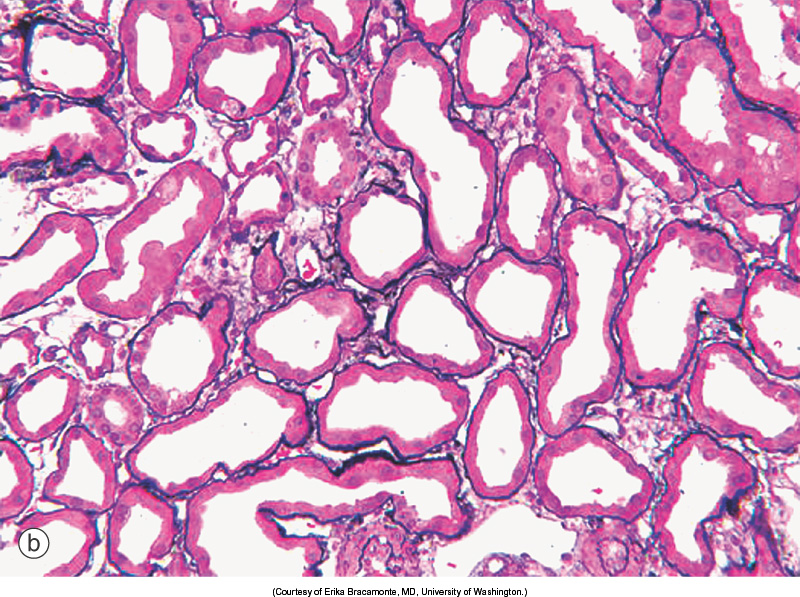 b
(Courtesy of Erika Bracamonte, MD, University of Washington.)